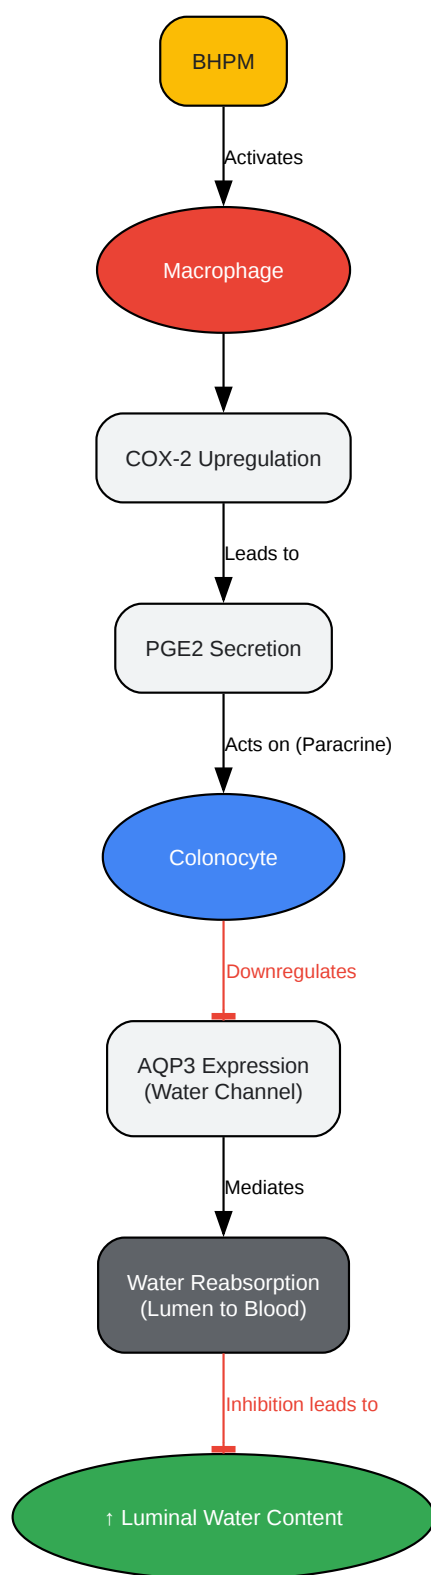 BHPM
Activates
Macrophage
COX-2 Upregulation
Leads to
PGE2 Secretion
Acts on (Paracrine)
Colonocyte
Downregulates
AQP3 Expression
(Water Channel)
Mediates
Water Reabsorption
(Lumen to Blood)
Inhibition leads to
↑ Luminal Water Content